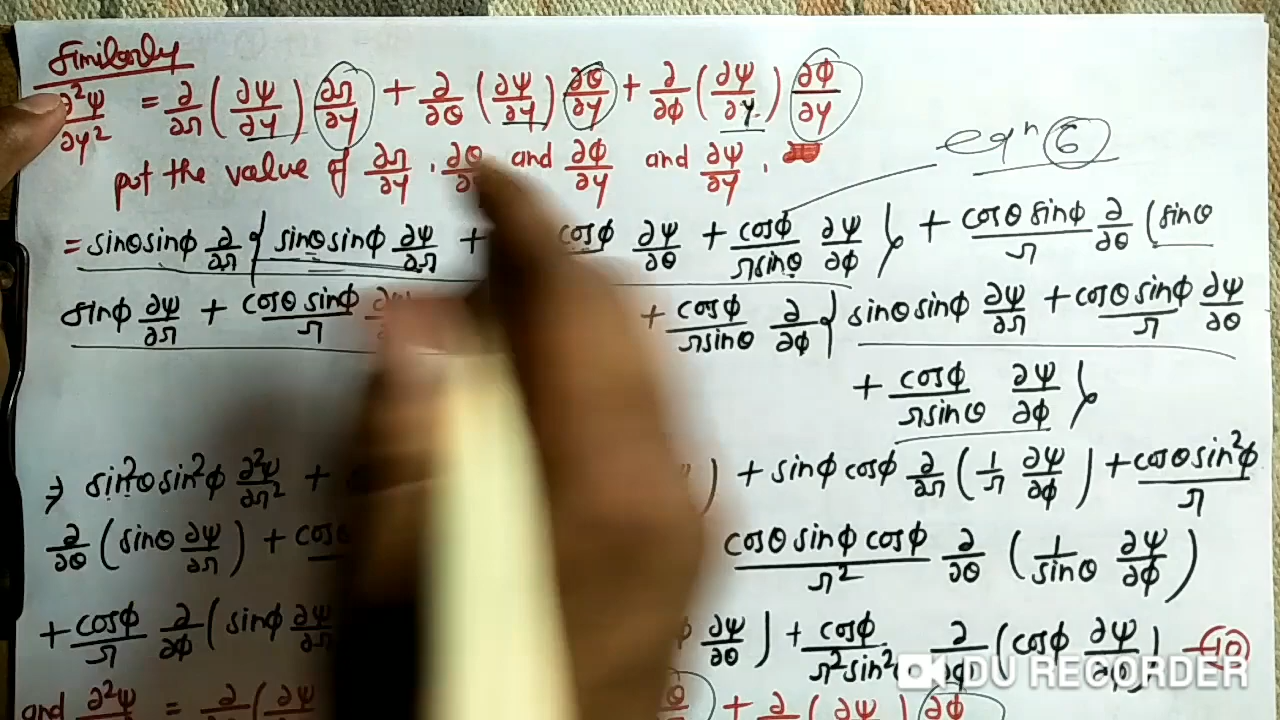 Similarly
∂²ψ/∂y² = ∂/∂r (∂ψ/∂y) ∂r/∂y + ∂/∂θ (∂ψ/∂y) ∂θ/∂y + ∂/∂ϕ (∂ψ/∂y) ∂ϕ/∂y
put the value of ∂r/∂y , ∂θ and ∂ϕ/∂y and ∂ψ/∂y .
eqⁿ 6
= sinθ sinϕ ∂/∂r { sinθ sinϕ ∂ψ/∂r + cosϕ ∂ψ/∂θ + cosϕ/r sinθ ∂ψ/∂ϕ } + cosθ sinϕ/r ∂/∂θ ( sinθ
sinϕ ∂ψ/∂r + cosθ sinϕ/r + cosϕ/r sinθ ∂/∂ϕ { sinθ sinϕ ∂ψ/∂r + cosθ sinϕ/r ∂ψ/∂θ
+ cosϕ/r sinθ ∂ψ/∂ϕ }
⇒ sin²θ sin²ϕ ∂²ψ/∂r² + ) + sinϕ cosϕ ∂/∂r ( 1/r ∂ψ/∂ϕ ) + cosθ sin²ϕ/r
∂/∂θ ( sinθ ∂ψ/∂r ) + cosθ sinϕ cosϕ/r² ∂/∂θ ( 1/sinθ ∂ψ/∂ϕ )
+ cosϕ/r ∂/∂ϕ ( sinϕ ∂ψ/∂r ∂ψ/∂θ ) + cosϕ/r² sin² ∂/∂ϕ ( cosϕ ∂ψ/∂ϕ ) — 10
and ∂²ψ = ∂/∂r ( ∂ψ + ∂ ( ∂ψ ) ∂ϕ
DU RECORDER